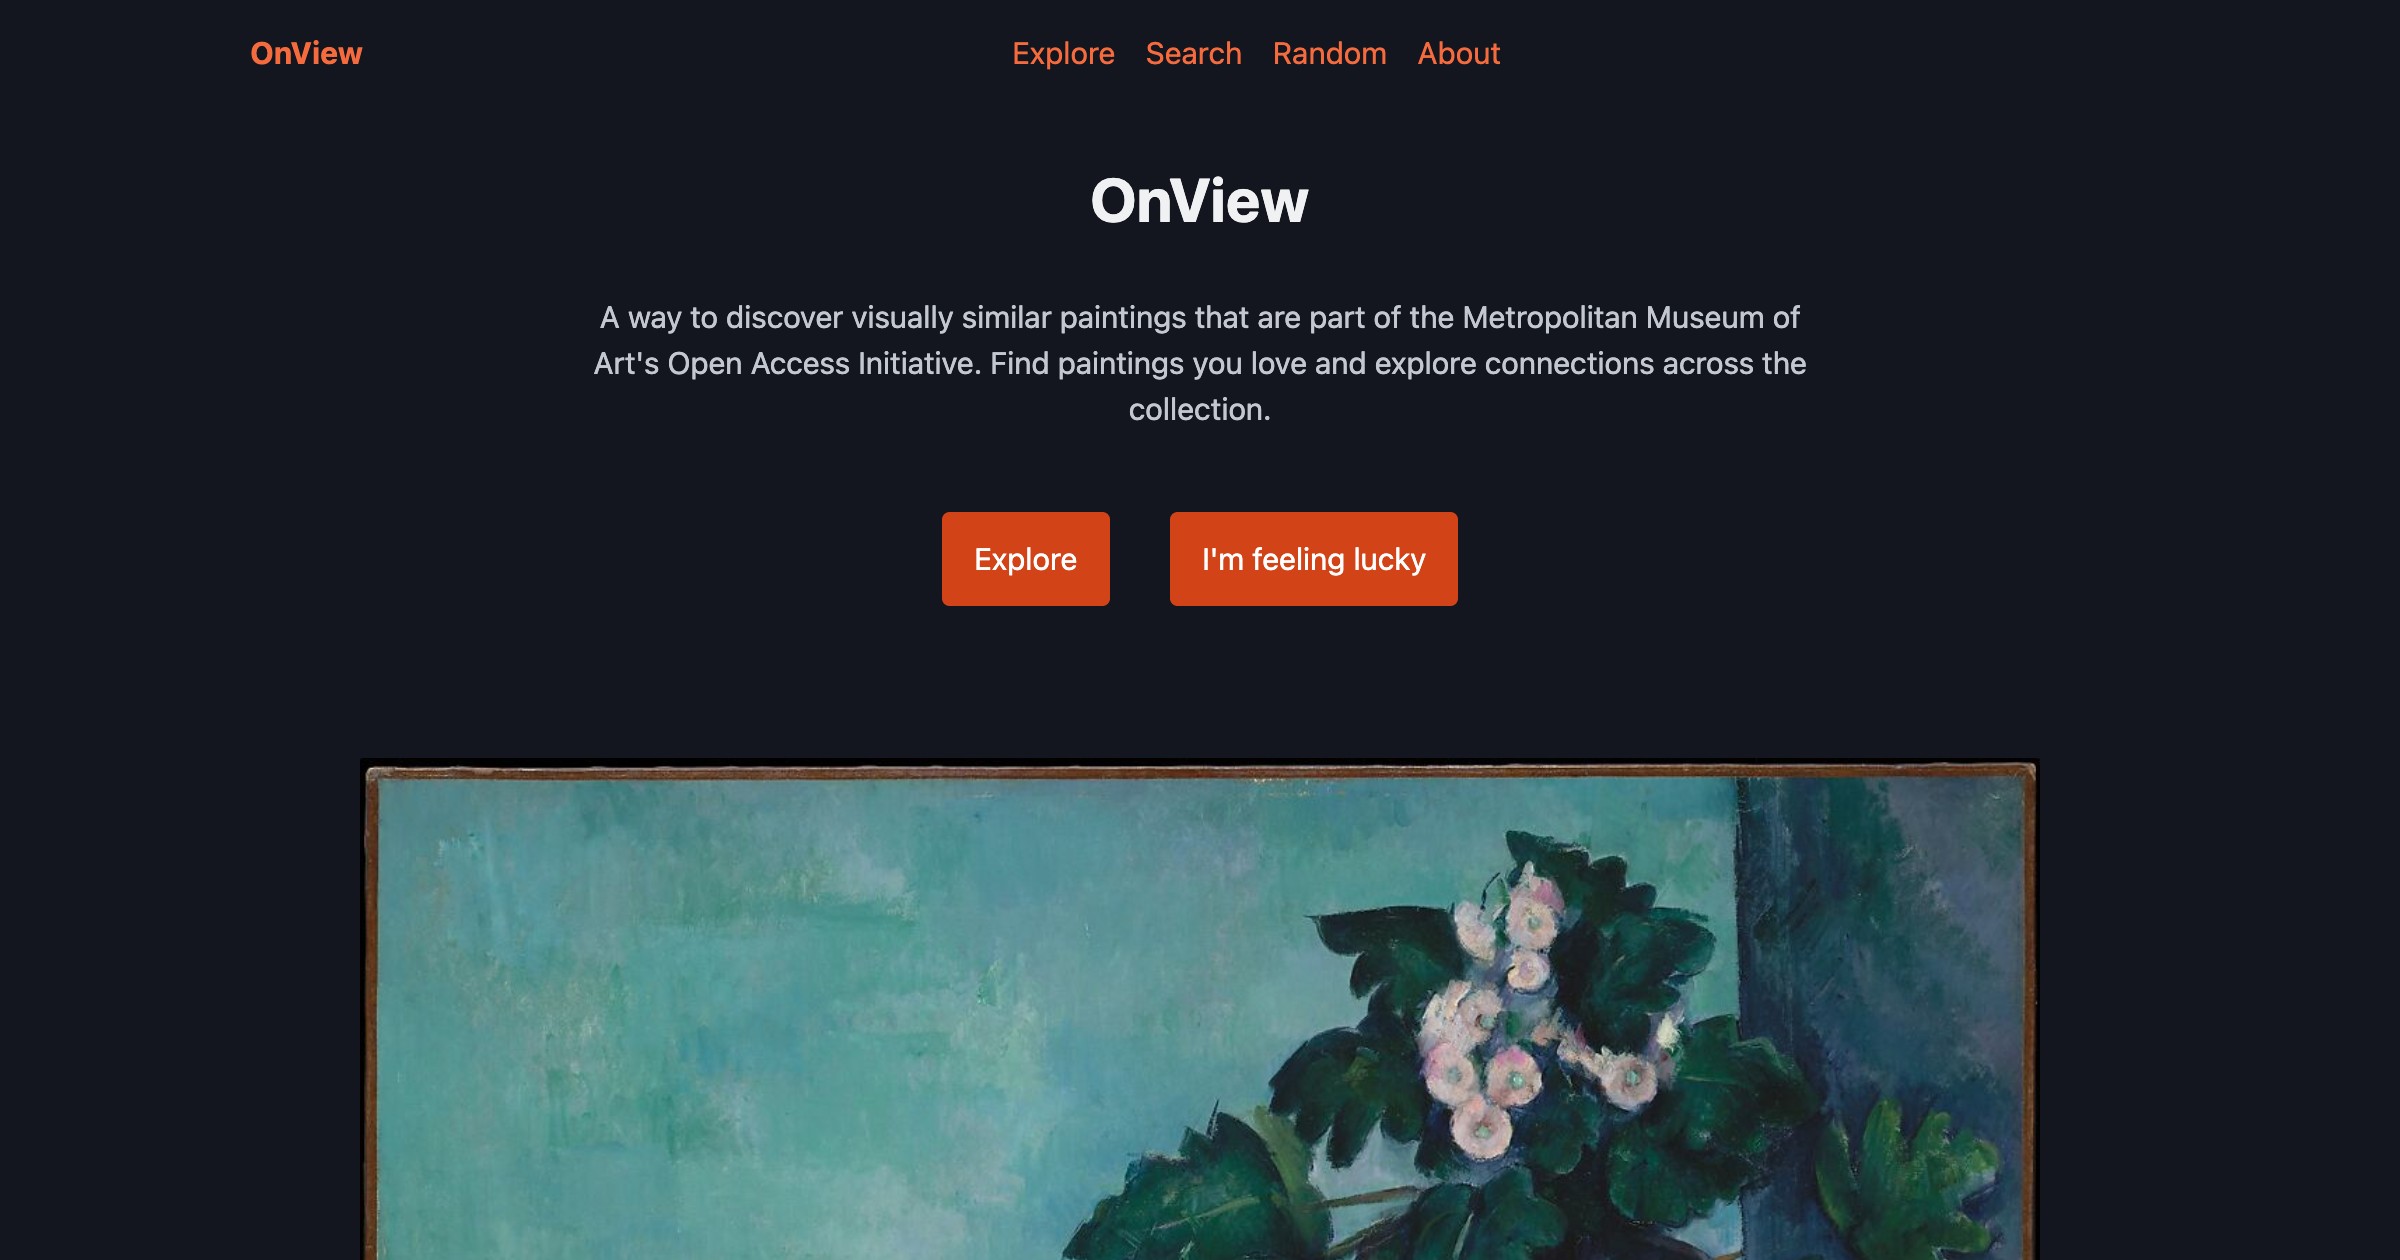 OnView
Explore Search Random About
OnView
A way to discover visually similar paintings that are part of the Metropolitan Museum of
Art's Open Access Initiative. Find paintings you love and explore connections across the
collection.
Explore
I'm feeling lucky